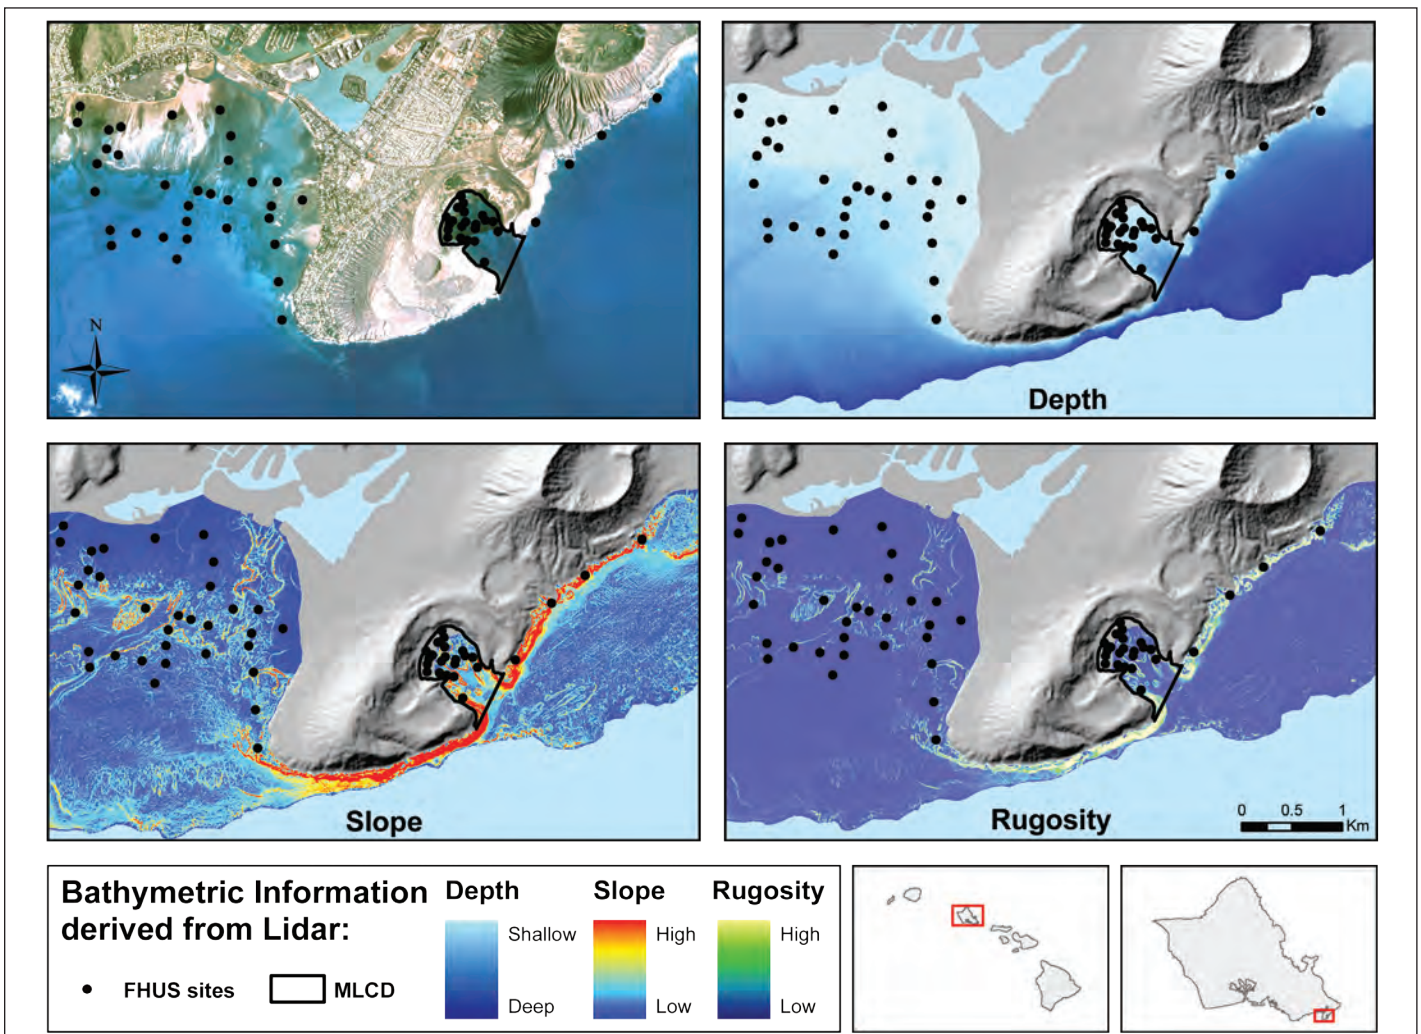 N
Depth
Slope
Rugosity
0 0.5 1
Km
Bathymetric Information
derived from Lidar:
FHUS sites
MLCD
Depth
Shallow
Deep
Slope
High
Low
Rugosity
High
Low